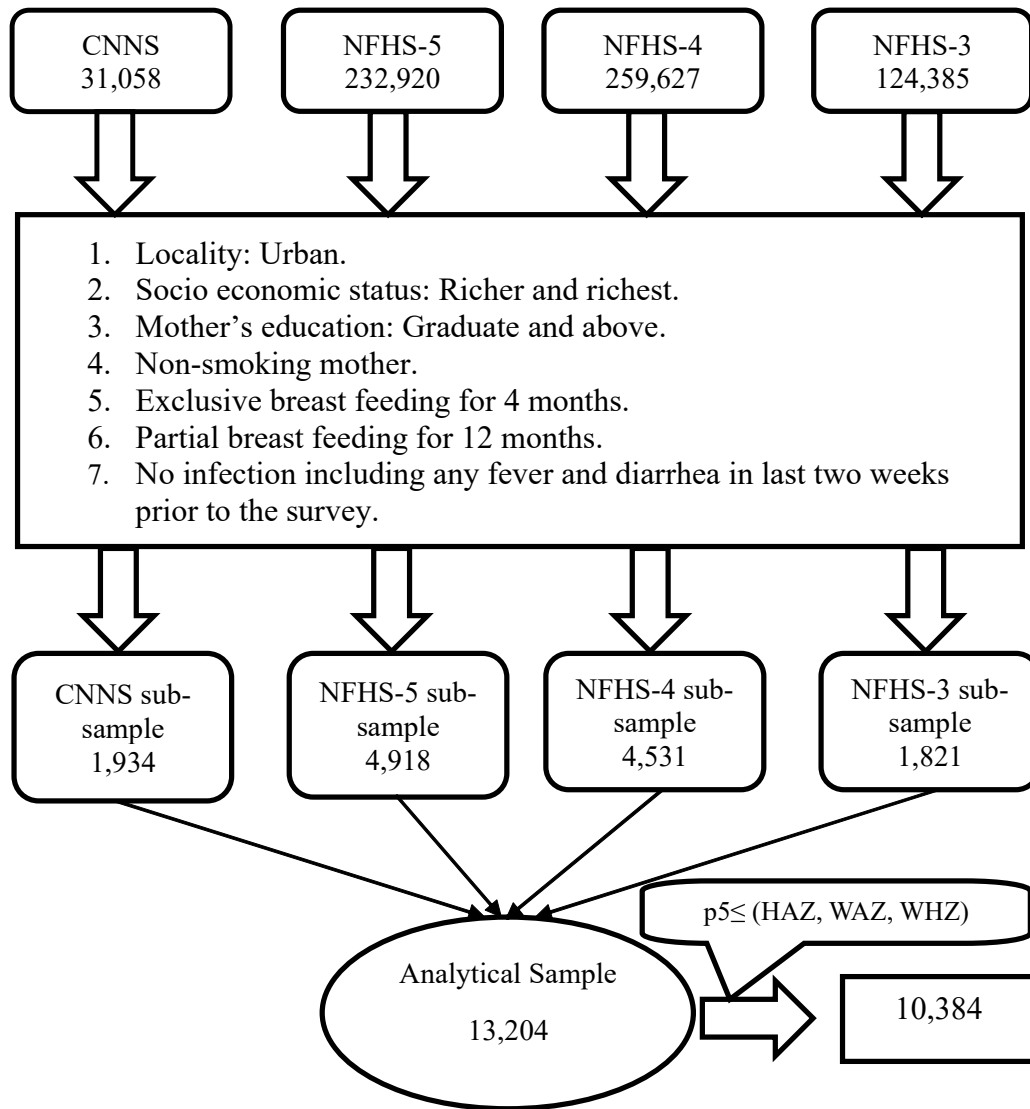 CNNS
31,058
NFHS-5
232,920
NFHS-4
259,627
NFHS-3
124,385
1. Locality: Urban.
2. Socio economic status: Richer and richest.
3. Mother’s education: Graduate and above.
4. Non-smoking mother.
5. Exclusive breast feeding for 4 months.
6. Partial breast feeding for 12 months.
7. No infection including any fever and diarrhea in last two weeks
prior to the survey.
CNNS sub-
sample
1,934
NFHS-5 sub-
sample
4,918
NFHS-4 sub-
sample
4,531
NFHS-3 sub-
sample
1,821
p5≤ (HAZ, WAZ, WHZ)
Analytical Sample
13,204
10,384